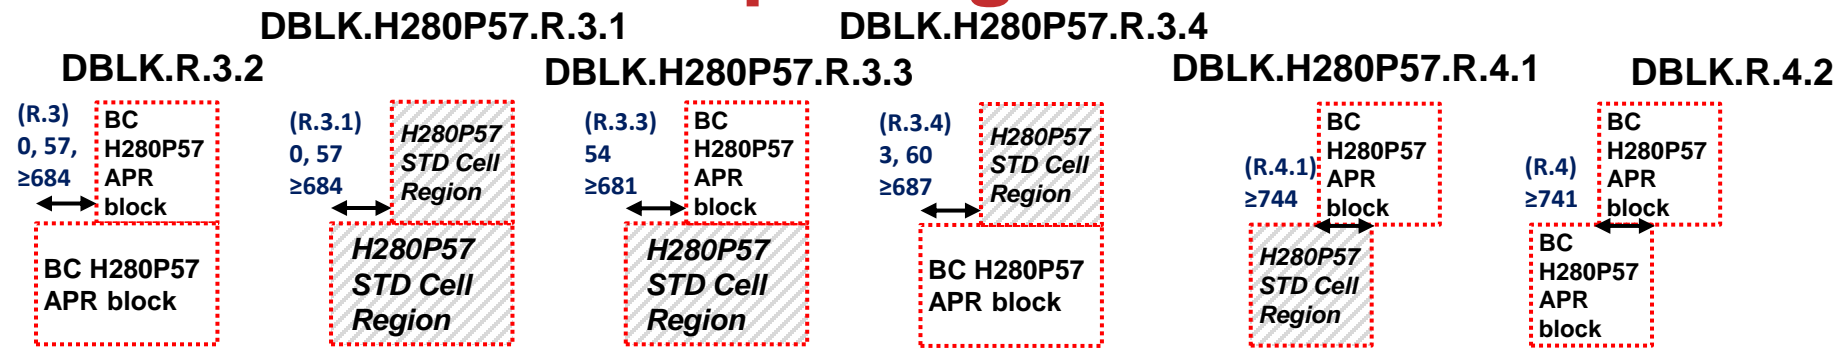 DBLK.H280P57.R.3.1
DBLK.H280P57.R.3.4
DBLK.R.3.2
DBLK.H280P57.R.3.3
DBLK.H280P57.R.4.1
DBLK.R.4.2
(R.3)
0, 57,
≥684
BC
H280P57
APR
block
BC H280P57
APR block
(R.3.1)
0, 57
≥684
H280P57
STD Cell
Region
H280P57
STD Cell
Region
(R.3.3)
54
≥681
BC
H280P57
APR
block
H280P57
STD Cell
Region
(R.3.4)
3, 60
≥687
H280P57
STD Cell
Region
BC H280P57
APR block
(R.4.1)
≥744
BC
H280P57
APR
block
H280P57
STD Cell
Region
(R.4)
≥741
BC
H280P57
APR
block
BC
H280P57
APR
block